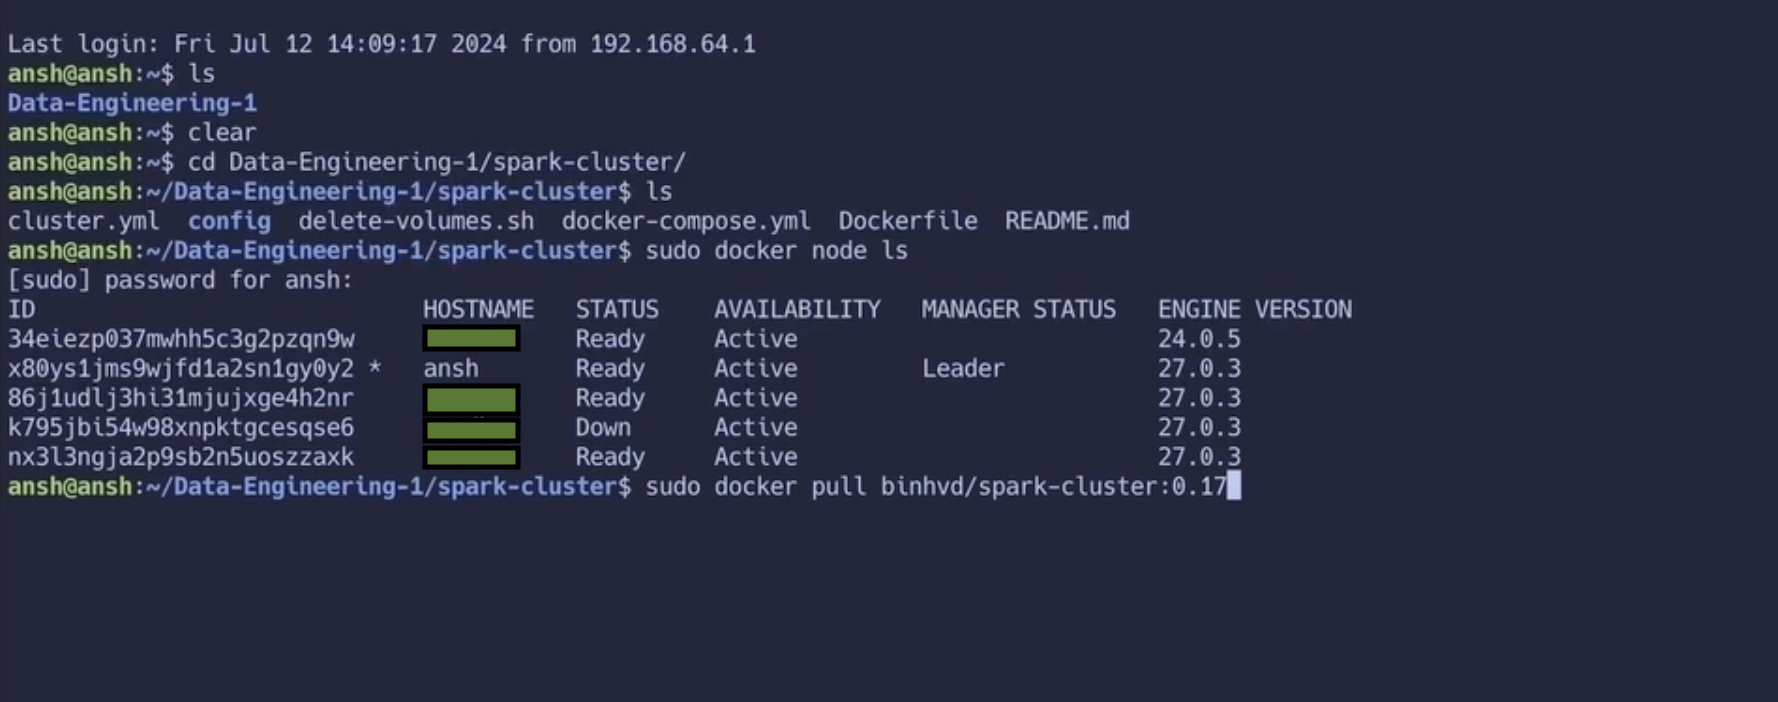 Last login: Fri Jul 12 14:09:17 2024 from 192.168.64.1
ansh@ansh:~$ ls
Data-Engineering-1
ansh@ansh:~$ clear
ansh@ansh:~$ cd Data-Engineering-1/spark-cluster/
ansh@ansh:~/Data-Engineering-1/spark-cluster$ ls
cluster.yml  config  delete-volumes.sh  docker-compose.yml  Dockerfile  README.md
ansh@ansh:~/Data-Engineering-1/spark-cluster$ sudo docker node ls
[sudo] password for ansh:
ID HOSTNAME STATUS AVAILABILITY MANAGER STATUS ENGINE VERSION
34eiezp037mwhh5c3g2pzqn9w Ready Active 24.0.5
x80ys1jms9wjfd1a2sn1gy0y2 * ansh Ready Active Leader 27.0.3
86j1udlj3hi31mjujxge4h2nr Ready Active 27.0.3
k795jbi54w98xnpktgcesqse6 Down Active 27.0.3
nx3l3ngja2p9sb2n5uoszzaxk Ready Active 27.0.3
ansh@ansh:~/Data-Engineering-1/spark-cluster$ sudo docker pull binhvd/spark-cluster:0.17